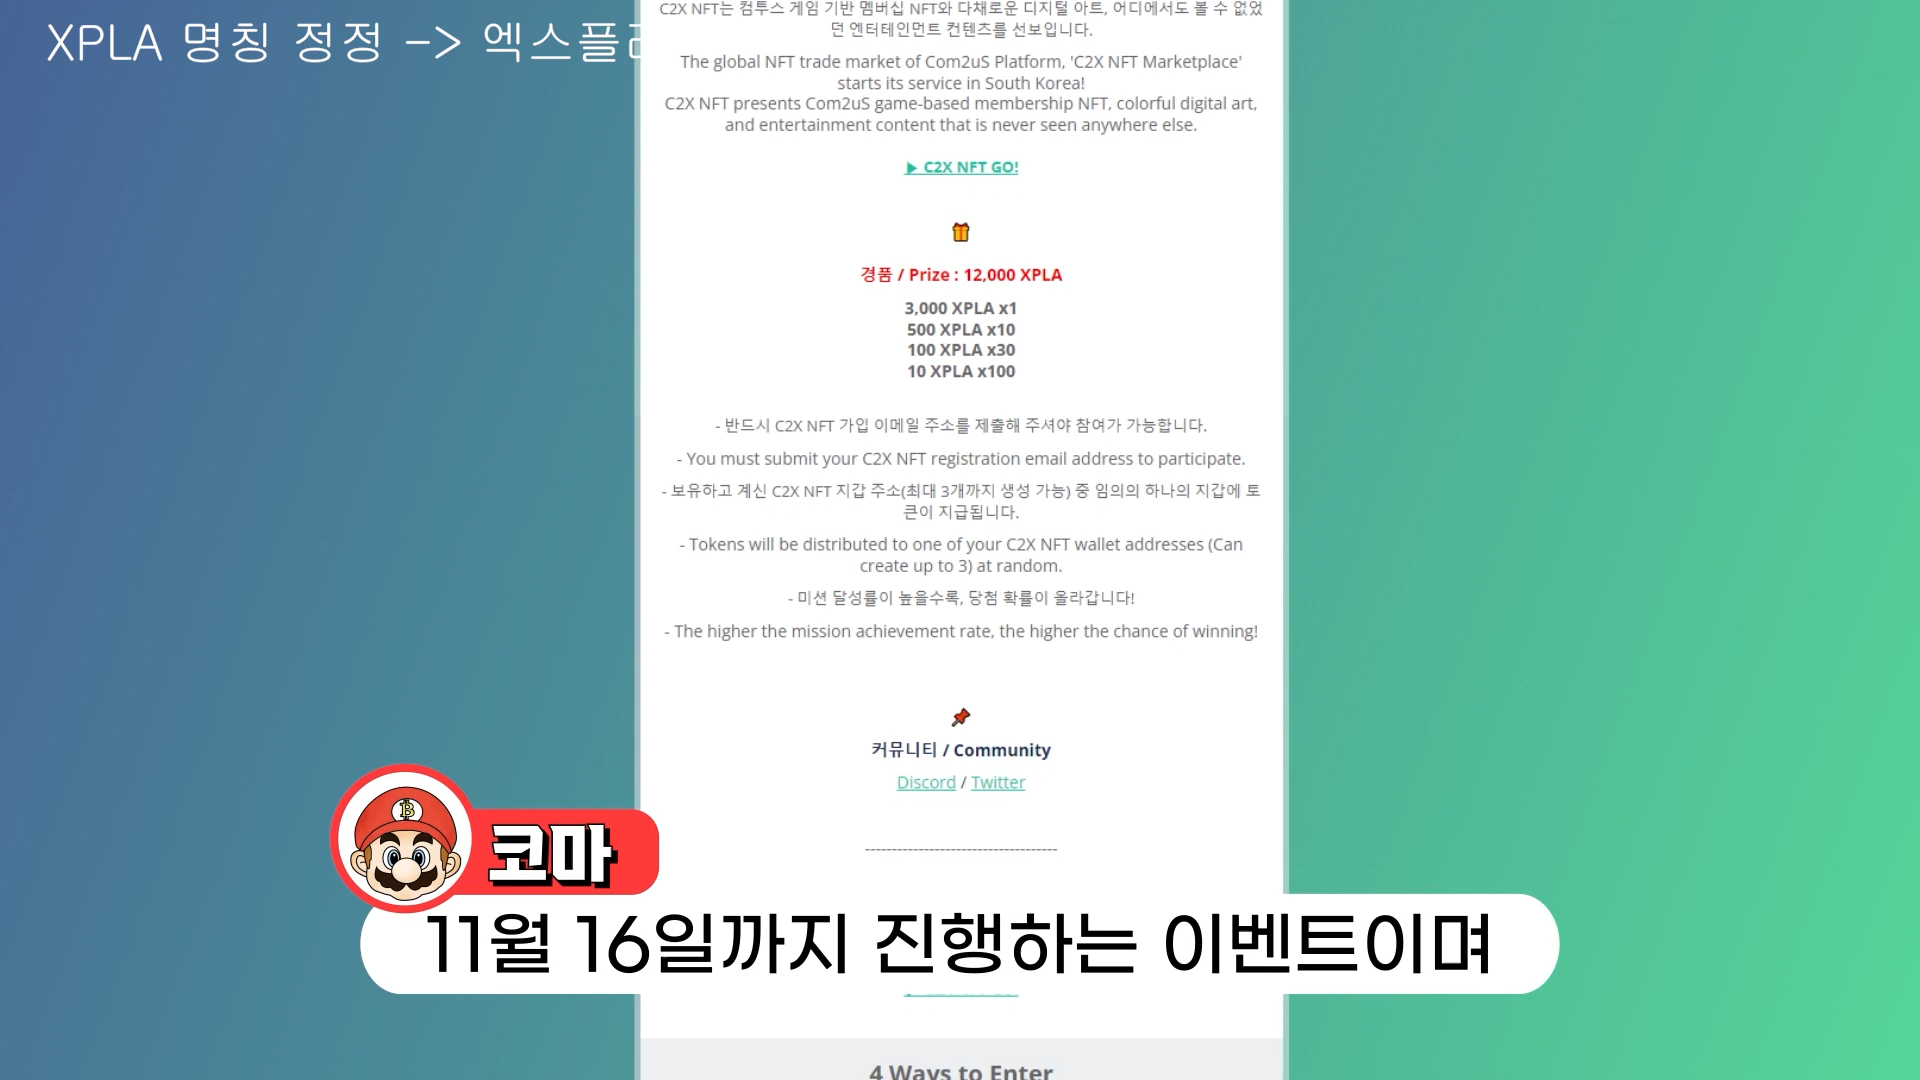 XPLA 명칭 정정 -> 엑스플
C2X NFT는 컴투스 게임 기반 멤버십 NFT와 다채로운 디지털 아트, 어디에서도 볼 수 없었
던 엔터테인먼트 컨텐츠를 선보입니다.
The global NFT trade market of Com2uS Platform, 'C2X NFT Marketplace'
starts its service in South Korea!
C2X NFT presents Com2uS game-based membership NFT, colorful digital art,
and entertainment content that is never seen anywhere else.
▶ C2X NFT GO!
경품 / Prize : 12,000 XPLA
3,000 XPLA x1
500 XPLA x10
100 XPLA x30
10 XPLA x100
- 반드시 C2X NFT 가입 이메일 주소를 제출해 주셔야 참여가 가능합니다.
- You must submit your C2X NFT registration email address to participate.
- 보유하고 계신 C2X NFT 지갑 주소(최대 3개까지 생성 가능) 중 임의의 하나의 지갑에 토
큰이 지급됩니다.
- Tokens will be distributed to one of your C2X NFT wallet addresses (Can
create up to 3) at random.
- 미션 달성률이 높을수록, 당첨 확률이 올라갑니다!
- The higher the mission achievement rate, the higher the chance of winning!
커뮤니티 / Community
Discord / Twitter
------------------------------------
코마
11월 16일까지 진행하는 이벤트이며
4 Ways to Enter